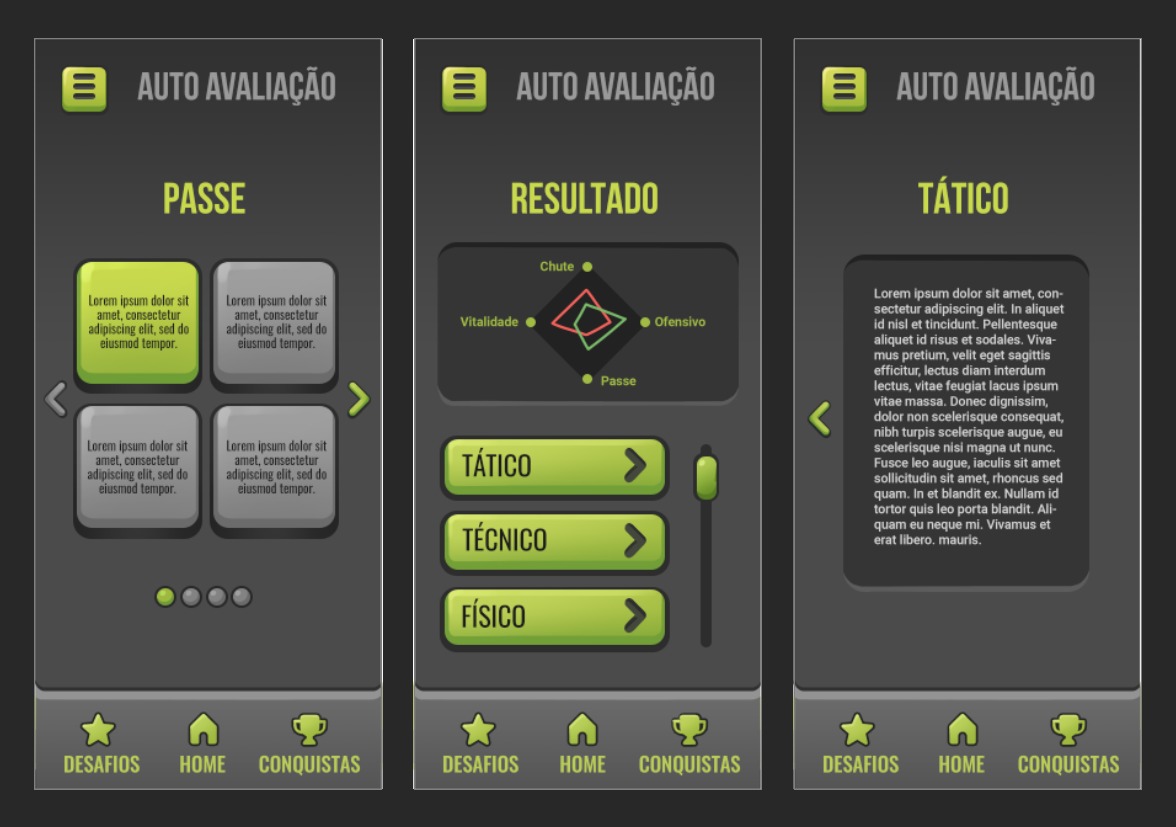 AUTO AVALIAÇÃO
PASSE
Lorem ipsum dolor sit
amet, consectetur
adipiscing elit, sed do
eiusmod tempor.
Lorem ipsum dolor sit
amet, consectetur
adipiscing elit, sed do
eiusmod tempor.
Lorem ipsum dolor sit
amet, consectetur
adipiscing elit, sed do
eiusmod tempor.
Lorem ipsum dolor sit
amet, consectetur
adipiscing elit, sed do
eiusmod tempor.
DESAFIOS
HOME
CONQUISTAS
AUTO AVALIAÇÃO
RESULTADO
Chute
Vitalidade
Ofensivo
Passe
TÁTICO
TÉCNICO
FÍSICO
DESAFIOS
HOME
CONQUISTAS
AUTO AVALIAÇÃO
TÁTICO
Lorem ipsum dolor sit amet, con-
sectetur adipiscing elit. In aliquet
id nisl et tincidunt. Pellentesque
aliquet id risus et sodales. Viva-
mus pretium, velit eget sagittis
efficitur, lectus diam interdum
lectus, vitae feugiat lacus ipsum
vitae massa. Donec dignissim,
dolor non scelerisque consequat,
nibh turpis scelerisque augue, eu
scelerisque nisi magna ut nunc.
Fusce leo augue, iaculis sit amet
sollicitudin sit amet, rhoncus sed
quam. In et blandit ex. Nullam id
tortor quis leo porta blandit. Ali-
quam eu neque mi. Vivamus et
erat libero. mauris.
DESAFIOS
HOME
CONQUISTAS